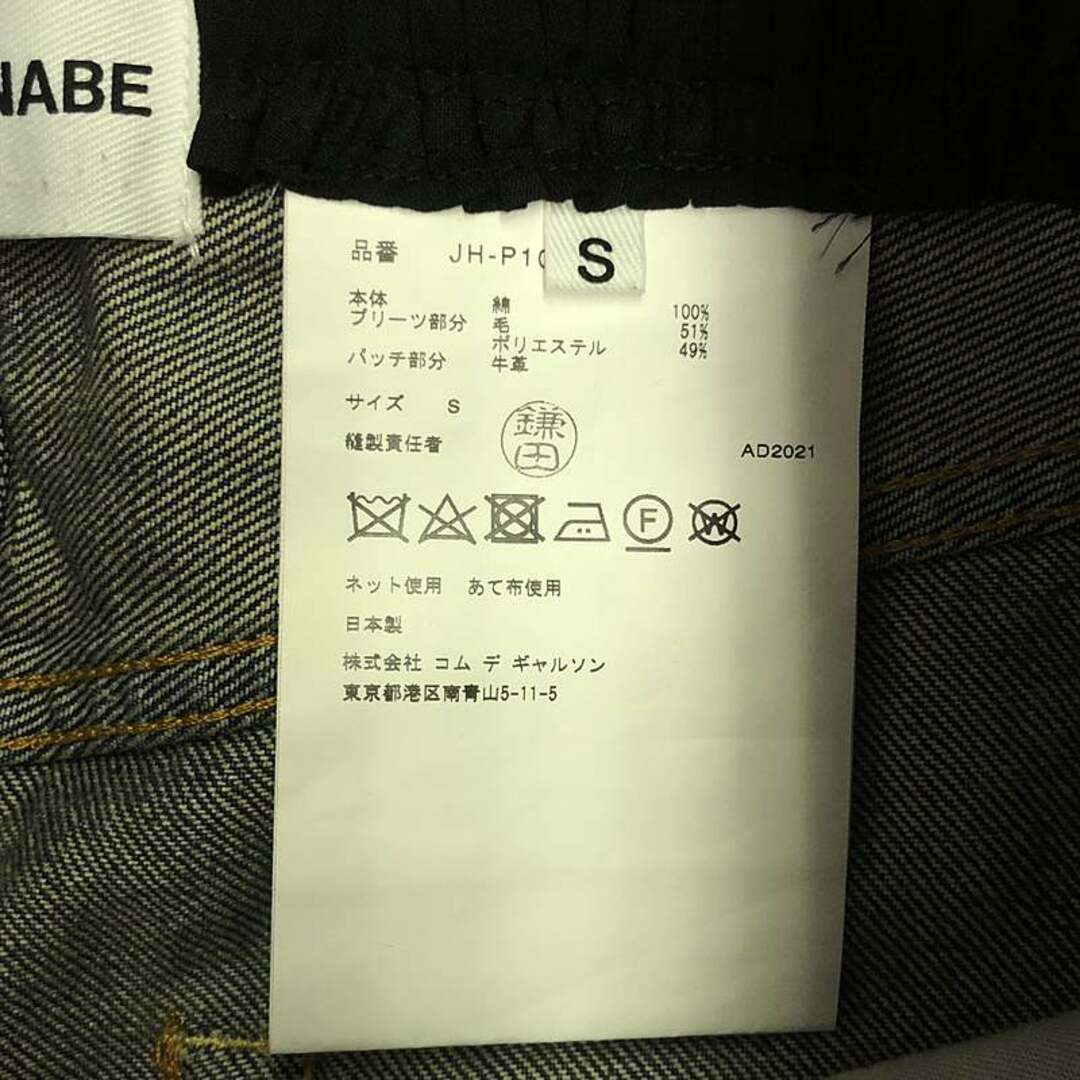 NABE
S
品番 JH-P10
本体 綿 100%
プリーツ部分 毛 51%
ポリエステル 49%
パッチ部分 牛革
サイズ S
縫製責任者 鎌田
AD2021
F W
ネット使用 あて布使用
日本製
株式会社 コム デ ギャルソン
東京都港区南青山5-11-5